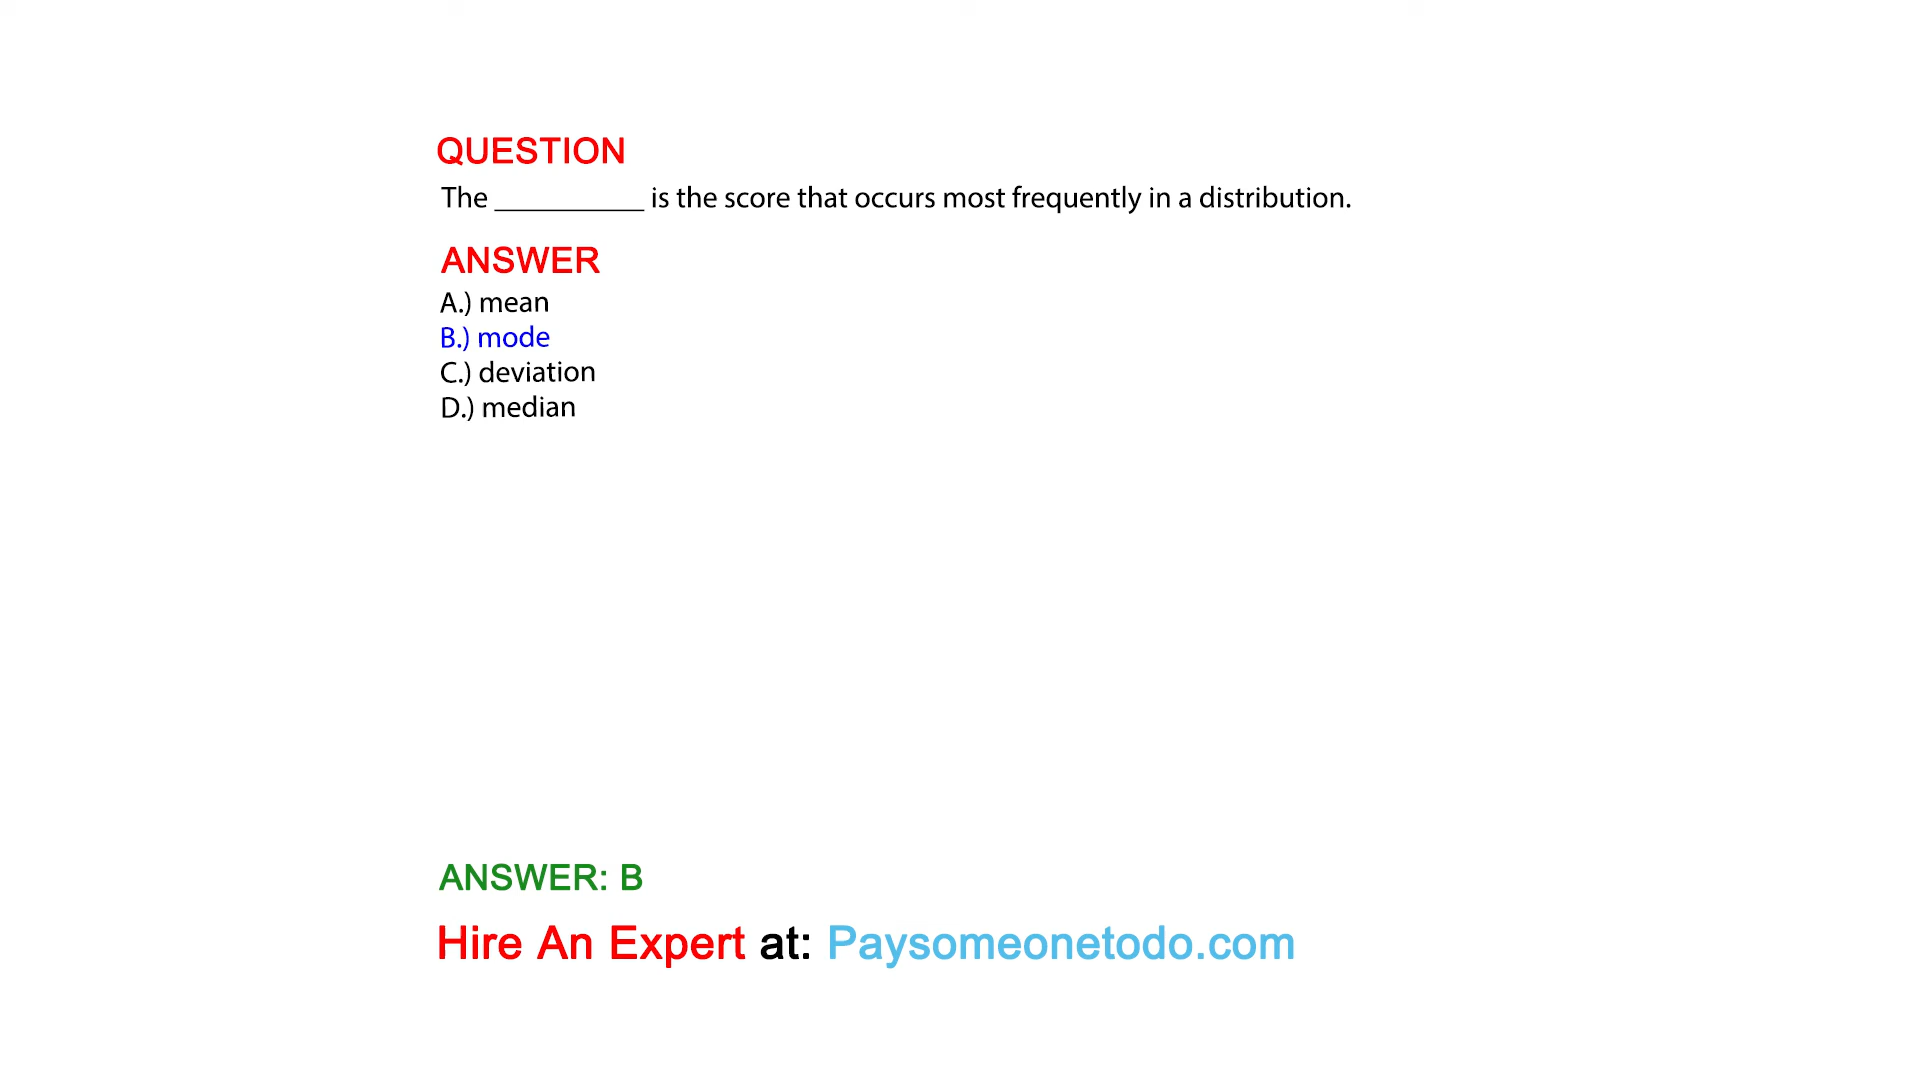 QUESTION
The __________ is the score that occurs most frequently in a distribution.
ANSWER
A.) mean
B.) mode
C.) deviation
D.) median
ANSWER: B
Hire An Expert at: Paysomeonetodo.com